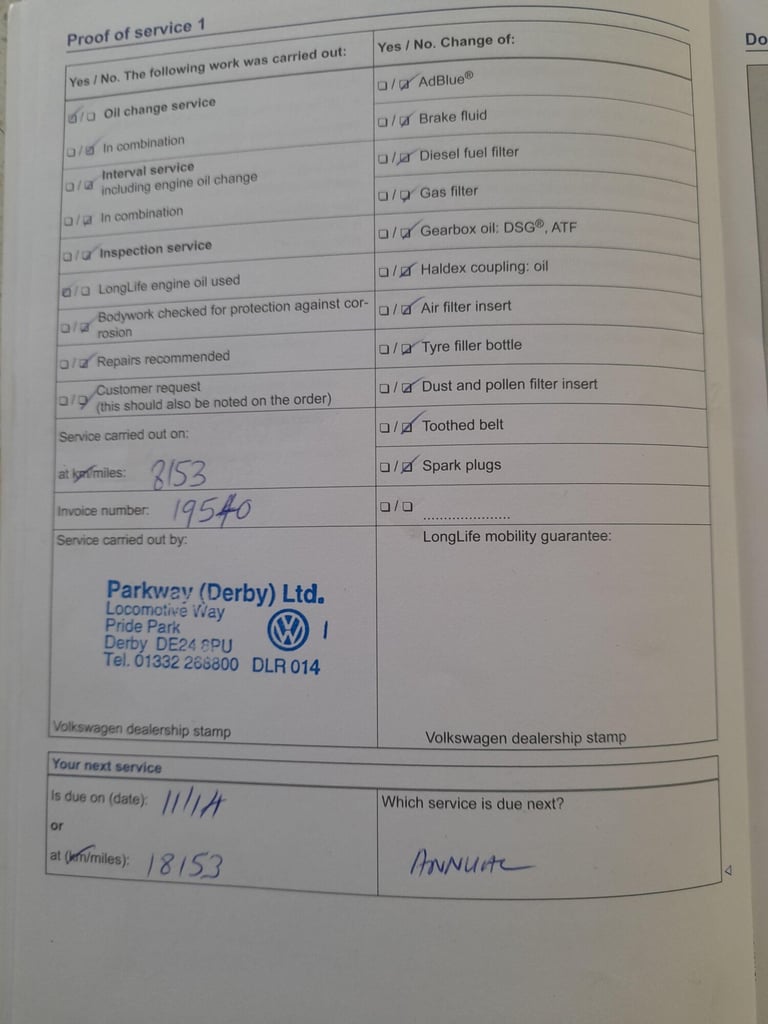 Proof of service 1
Do
Yes / No. The following work was carried out:
☑/☐ Oil change service
☐/☑ In combination
☐/☑ Interval service
including engine oil change
☐/☑ In combination
☐/☑ Inspection service
☑/☐ LongLife engine oil used
☐/☑ Bodywork checked for protection against cor-
rosion
☐/☑ Repairs recommended
☐/☑ Customer request
(this should also be noted on the order)
Service carried out on:
at km/miles: 8153
Invoice number: 19540
Service carried out by:
Parkway (Derby) Ltd.
Locomotive Way
Pride Park
Derby DE24 8PU
Tel. 01332 266800 DLR 014
1
Volkswagen dealership stamp
Yes / No. Change of:
☐/☑ AdBlue®
☐/☑ Brake fluid
☐/☑ Diesel fuel filter
☐/☑ Gas filter
☐/☑ Gearbox oil: DSG®, ATF
☐/☑ Haldex coupling: oil
☐/☑ Air filter insert
☐/☑ Tyre filler bottle
☐/☑ Dust and pollen filter insert
☐/☑ Toothed belt
☐/☑ Spark plugs
☐/☐ ......................
LongLife mobility guarantee:
Volkswagen dealership stamp
Your next service
Is due on (date): 11/14
or
at (km/miles): 18153
Which service is due next?
ANNUAL